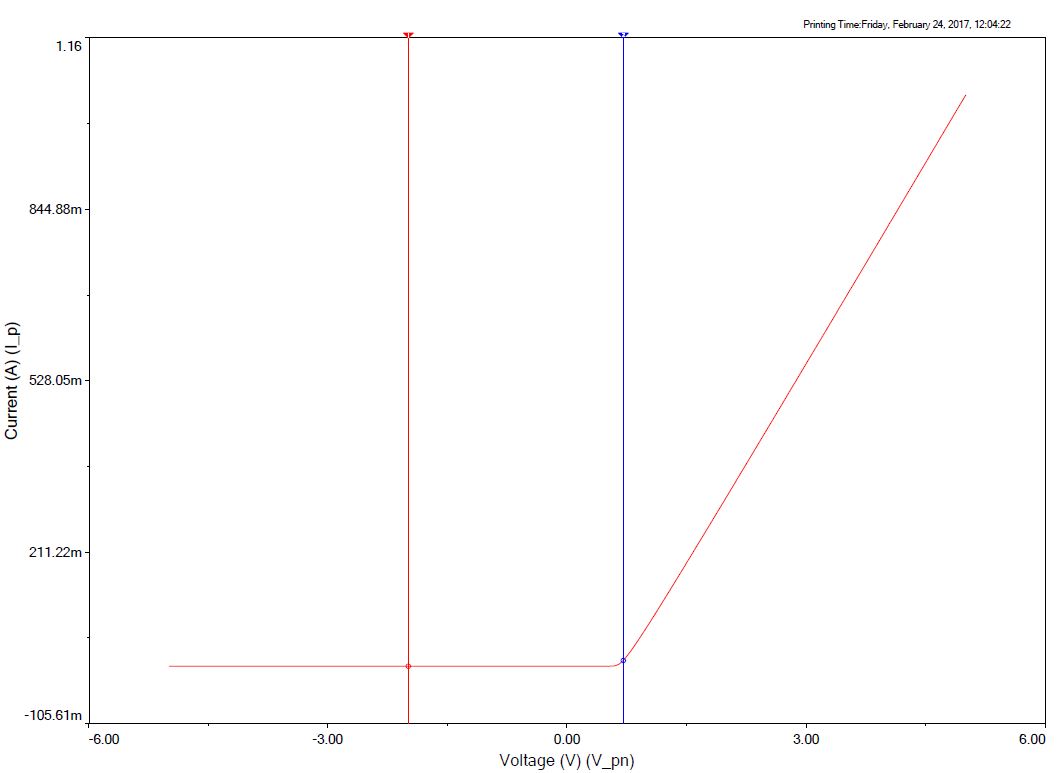 Printing Time:Friday, February 24, 2017, 12:04:22
1.16
844.88m
528.05m
211.22m
-105.61m
Current (A) (I_p)
-6.00
-3.00
0.00
3.00
6.00
Voltage (V) (V_pn)